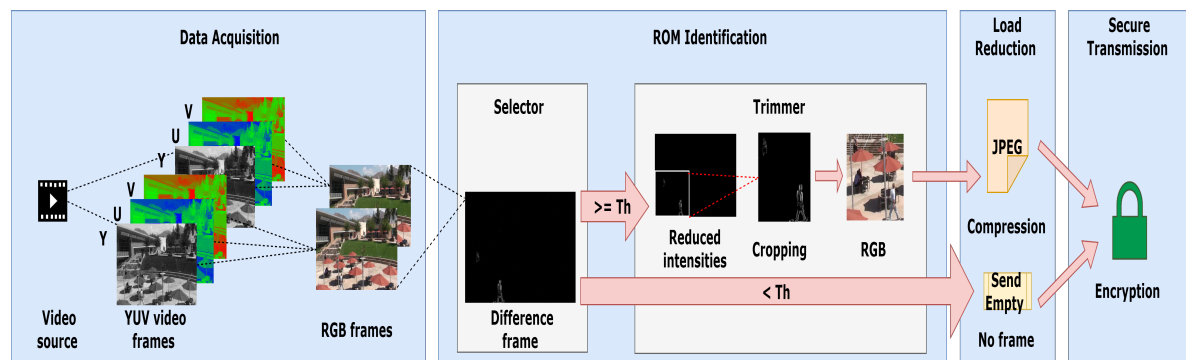 Data Acquisition
V
U
Y
V
U
Y
Video
source
YUV video
frames
RGB frames
ROM Identification
Selector
Difference
frame
>= Th
< Th
Trimmer
Reduced
intensities
Cropping
RGB
Load
Reduction
JPEG
Compression
Send
Empty
No frame
Secure
Transmission
Encryption